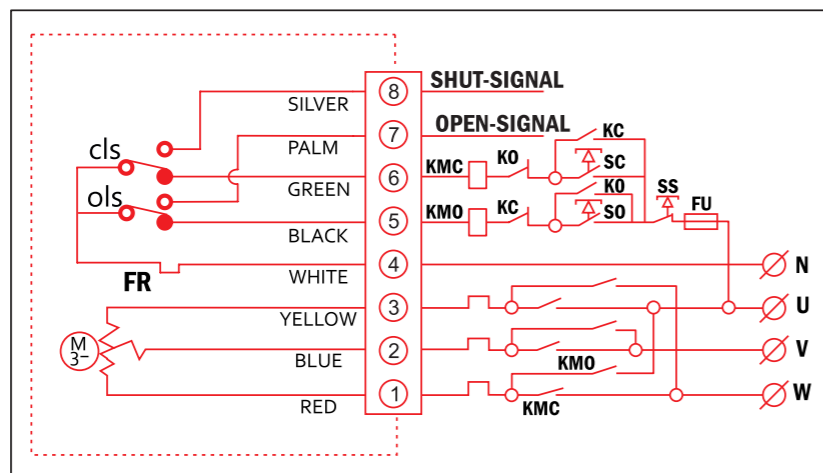 SILVER 8 SHUT-SIGNAL
PALM 7 OPEN-SIGNAL KC
cls GREEN 6 KMC KO SC
KO
ols BLACK 5 KMO KC SO SS FU
FR WHITE 4 N
YELLOW 3 U
M
3~ BLUE 2 V
KMO
RED 1 KMC W